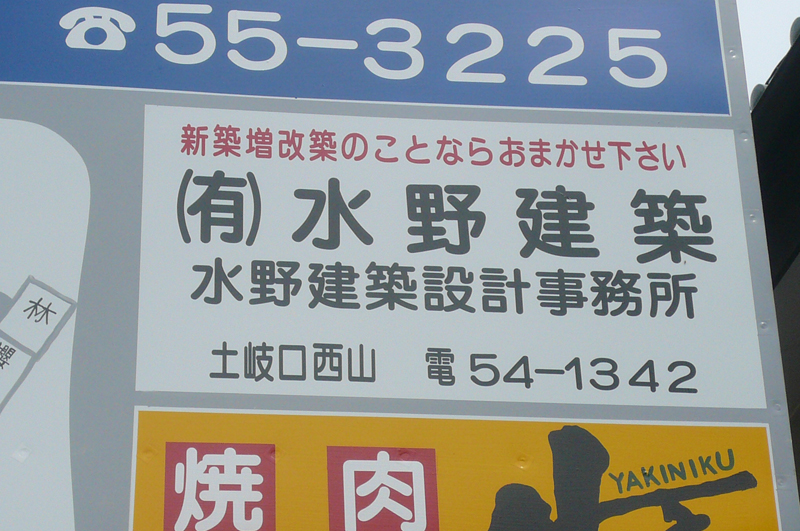 ☎55-3225
新築増改築のことならおまかせ下さい
(有)水野建築
水野建築設計事務所
土岐口西山 電54-1342
林
櫻
焼肉
YAKINIKU